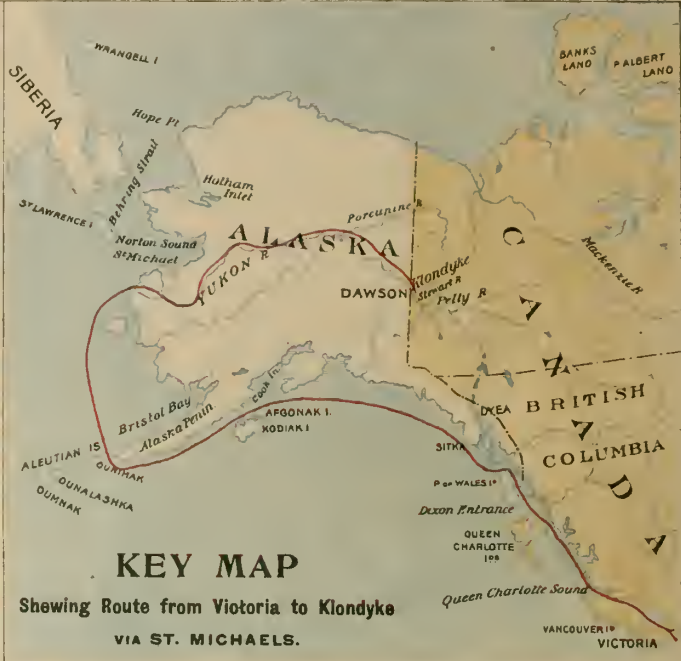 WRANGELL I
BANKS
LAND
P ALBERT
LAND
SIBERIA
Hope Pt
Behring Strait
Hotham
Inlet
ST LAWRENCE I
Porcupine R
Norton Sound
St Michael
ALASKA
YUKON R
Mackenzie R
CANADA
Klondyke
DAWSON
Stewart R
Pelly R
Cook In.
DYEA
BRITISH
COLUMBIA
Bristol Bay
Alaska Penin.
AFGONAK I.
KODIAK I
SITKA
ALEUTIAN IS
OUNIMAK
OUNALASHKA
OUMNAK
P OF WALES ID
Dixon Entrance
QUEEN
CHARLOTTE
IDS
KEY MAP
Shewing Route from Victoria to Klondyke
VIA ST. MICHAELS.
Queen Charlotte Sound
VANCOUVER ID
VICTORIA